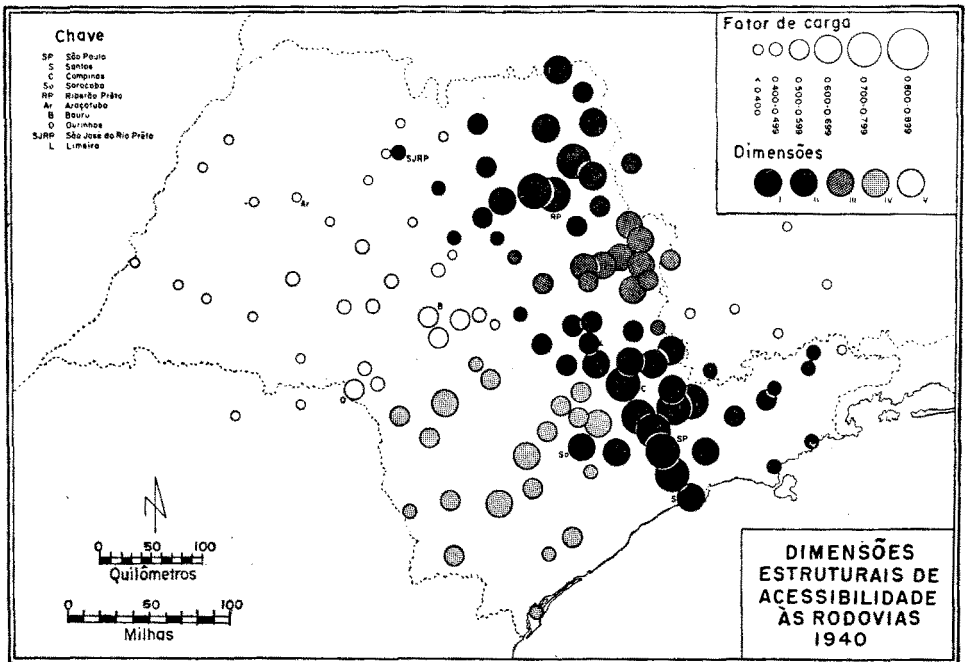 Chave
SP São Paulo
S Santos
C Campinas
So Sorocaba
RP Ribeirão Prêto
Ar Araçatuba
B Bauru
O Ourinhos
SJRP São José do Rio Prêto
L Limeira
Fator de carga
< 0.400
0.400-0.499
0.500-0.599
0.600-0.699
0.700-0.799
0.800-0.899
Dimensões
I II III IV V
SJRP
Ar
RP
B
O
C
SP
So
S
0 50 100
Quilômetros
0 50 100
Milhas
DIMENSÕES
ESTRUTURAIS DE
ACESSIBILIDADE
ÀS RODOVIAS
1940